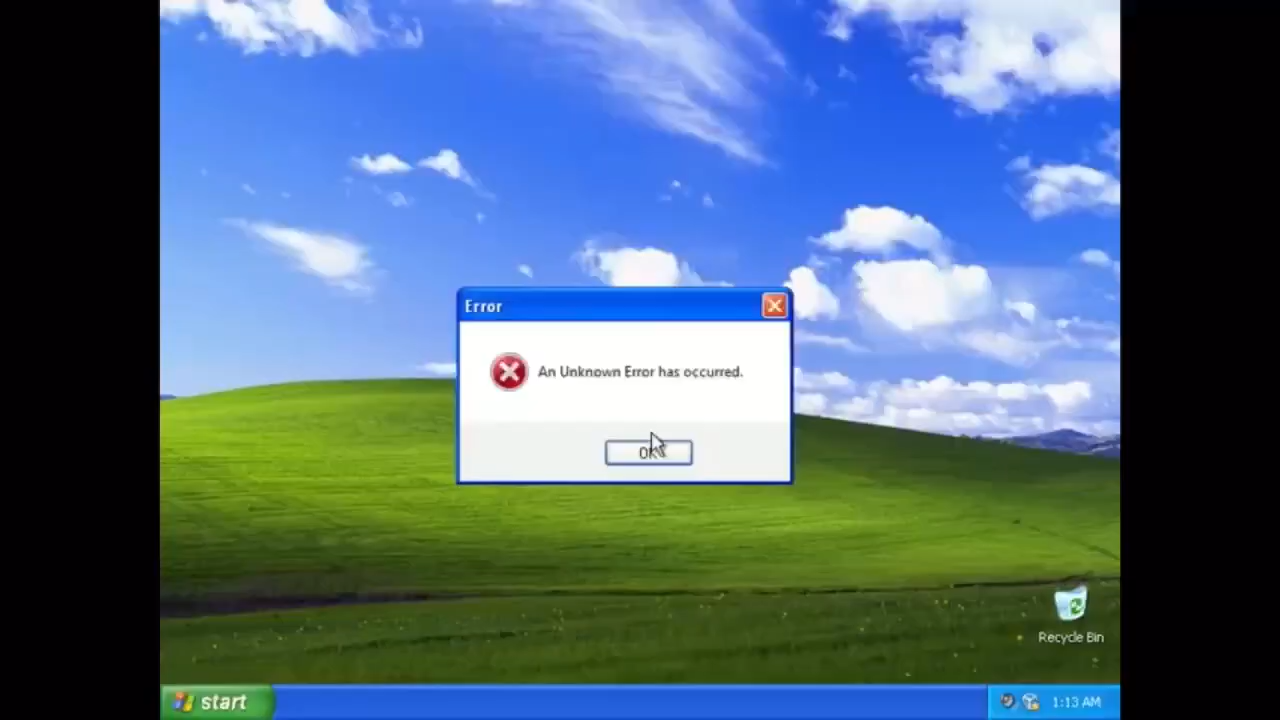 Error
An Unknown Error has occurred.
OK
Recycle Bin
start
1:13 AM